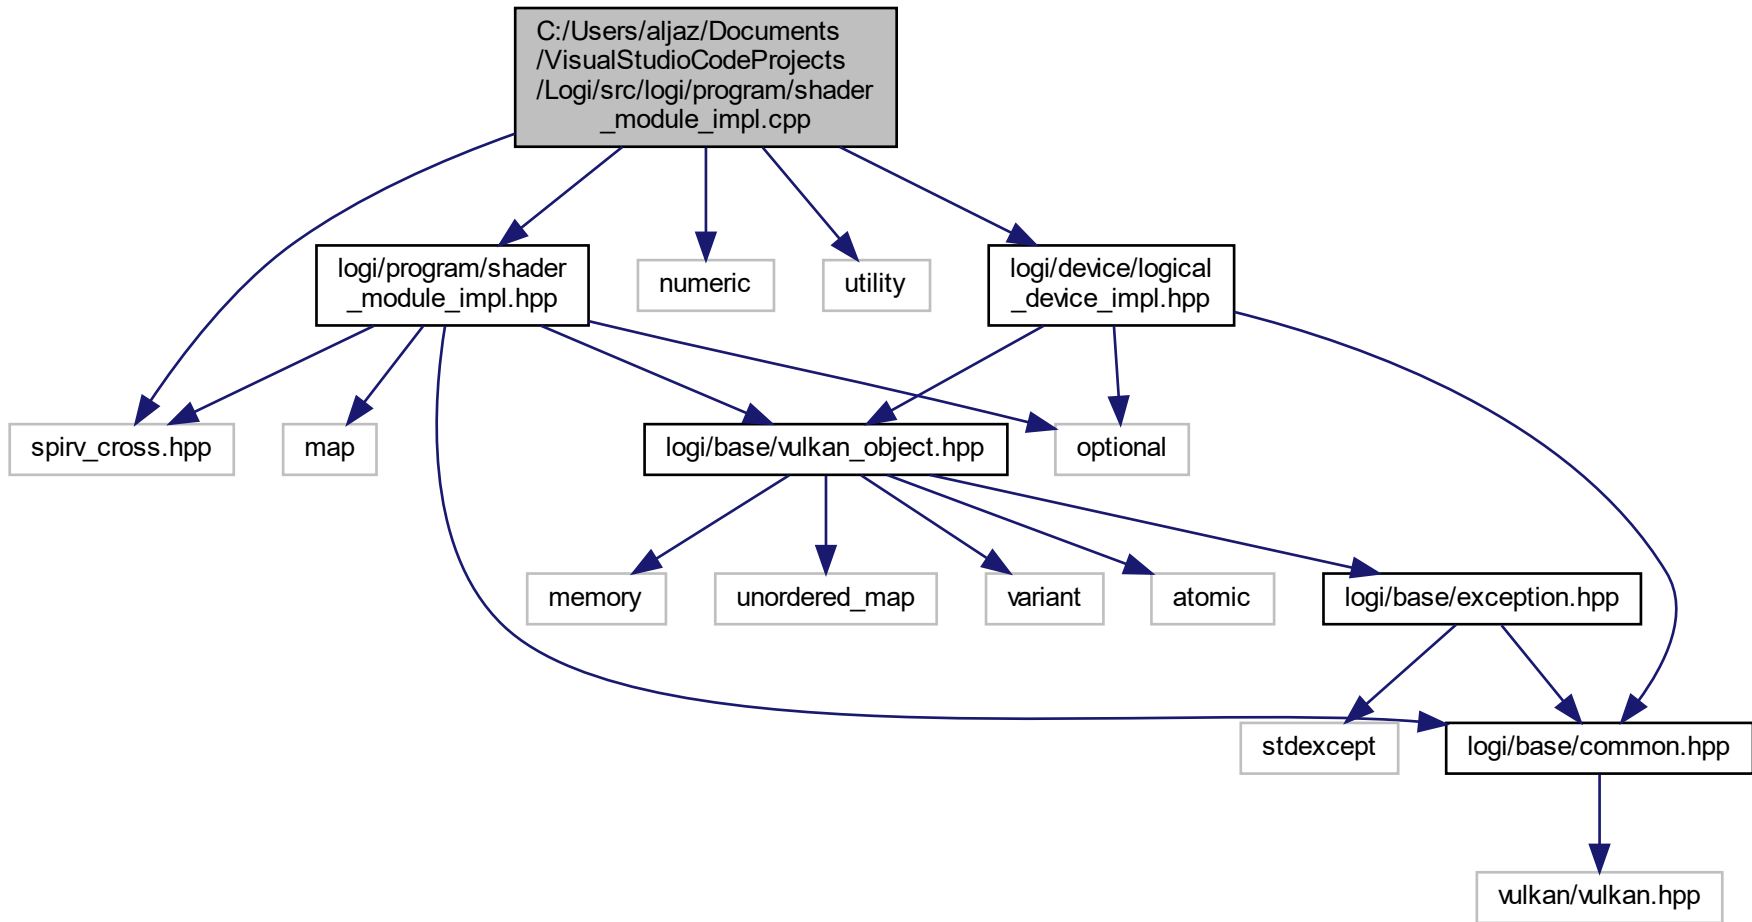 C:/Users/aljaz/Documents
/VisualStudioCodeProjects
/Logi/src/logi/program/shader
_module_impl.cpp
logi/program/shader
_module_impl.hpp
numeric
utility
logi/device/logical
_device_impl.hpp
spirv_cross.hpp
map
logi/base/vulkan_object.hpp
optional
memory
unordered_map
variant
atomic
logi/base/exception.hpp
stdexcept
logi/base/common.hpp
vulkan/vulkan.hpp